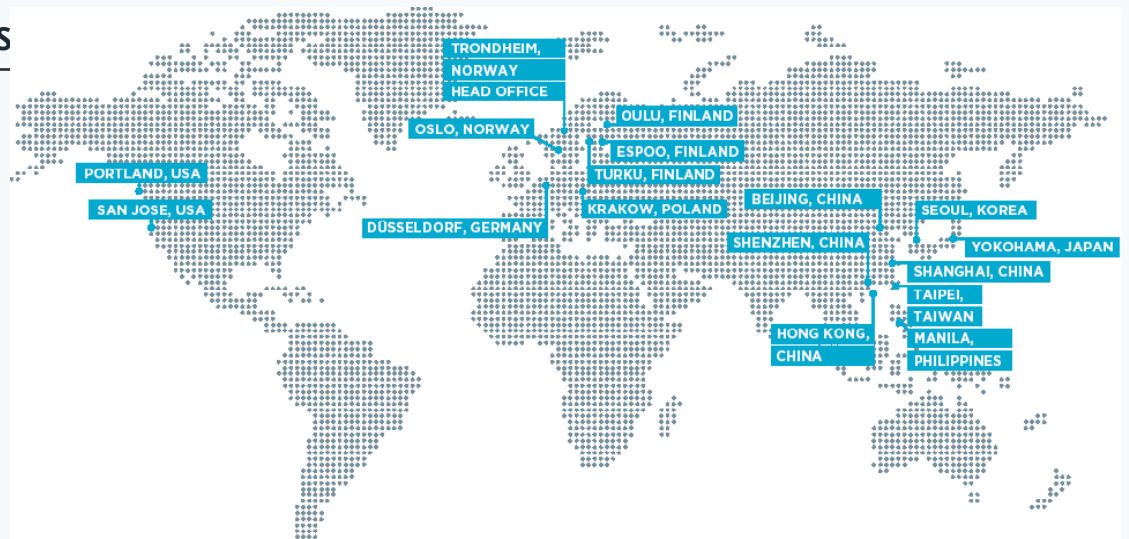 S
TRONDHEIM,
NORWAY
HEAD OFFICE
OULU, FINLAND
OSLO, NORWAY
ESPOO, FINLAND
PORTLAND, USA
TURKU, FINLAND
BEIJING, CHINA
SAN JOSE, USA
KRAKOW, POLAND
SEOUL, KOREA
DÜSSELDORF, GERMANY
SHENZHEN, CHINA
YOKOHAMA, JAPAN
SHANGHAI, CHINA
TAIPEI,
TAIWAN
HONG KONG,
CHINA
MANILA,
PHILIPPINES